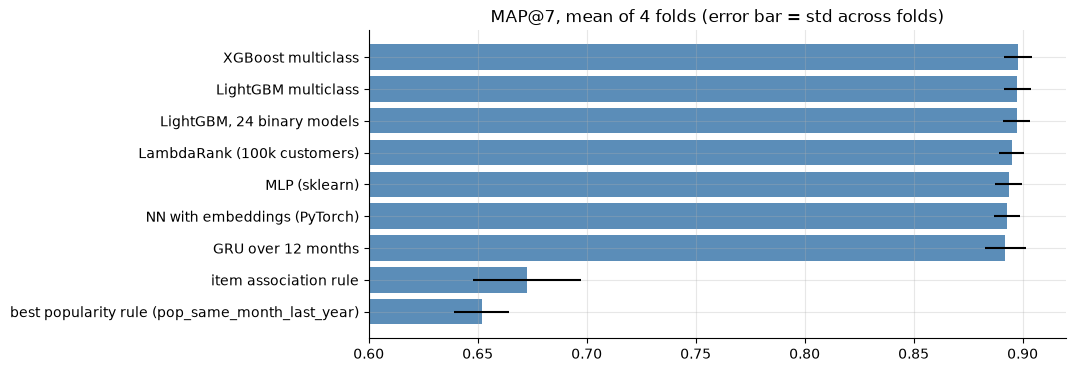 MAP@7, mean of 4 folds (error bar = std across folds)
XGBoost multiclass
LightGBM multiclass
LightGBM, 24 binary models
LambdaRank (100k customers)
MLP (sklearn)
NN with embeddings (PyTorch)
GRU over 12 months
item association rule
best popularity rule (pop_same_month_last_year)
0.60 0.65 0.70 0.75 0.80 0.85 0.90